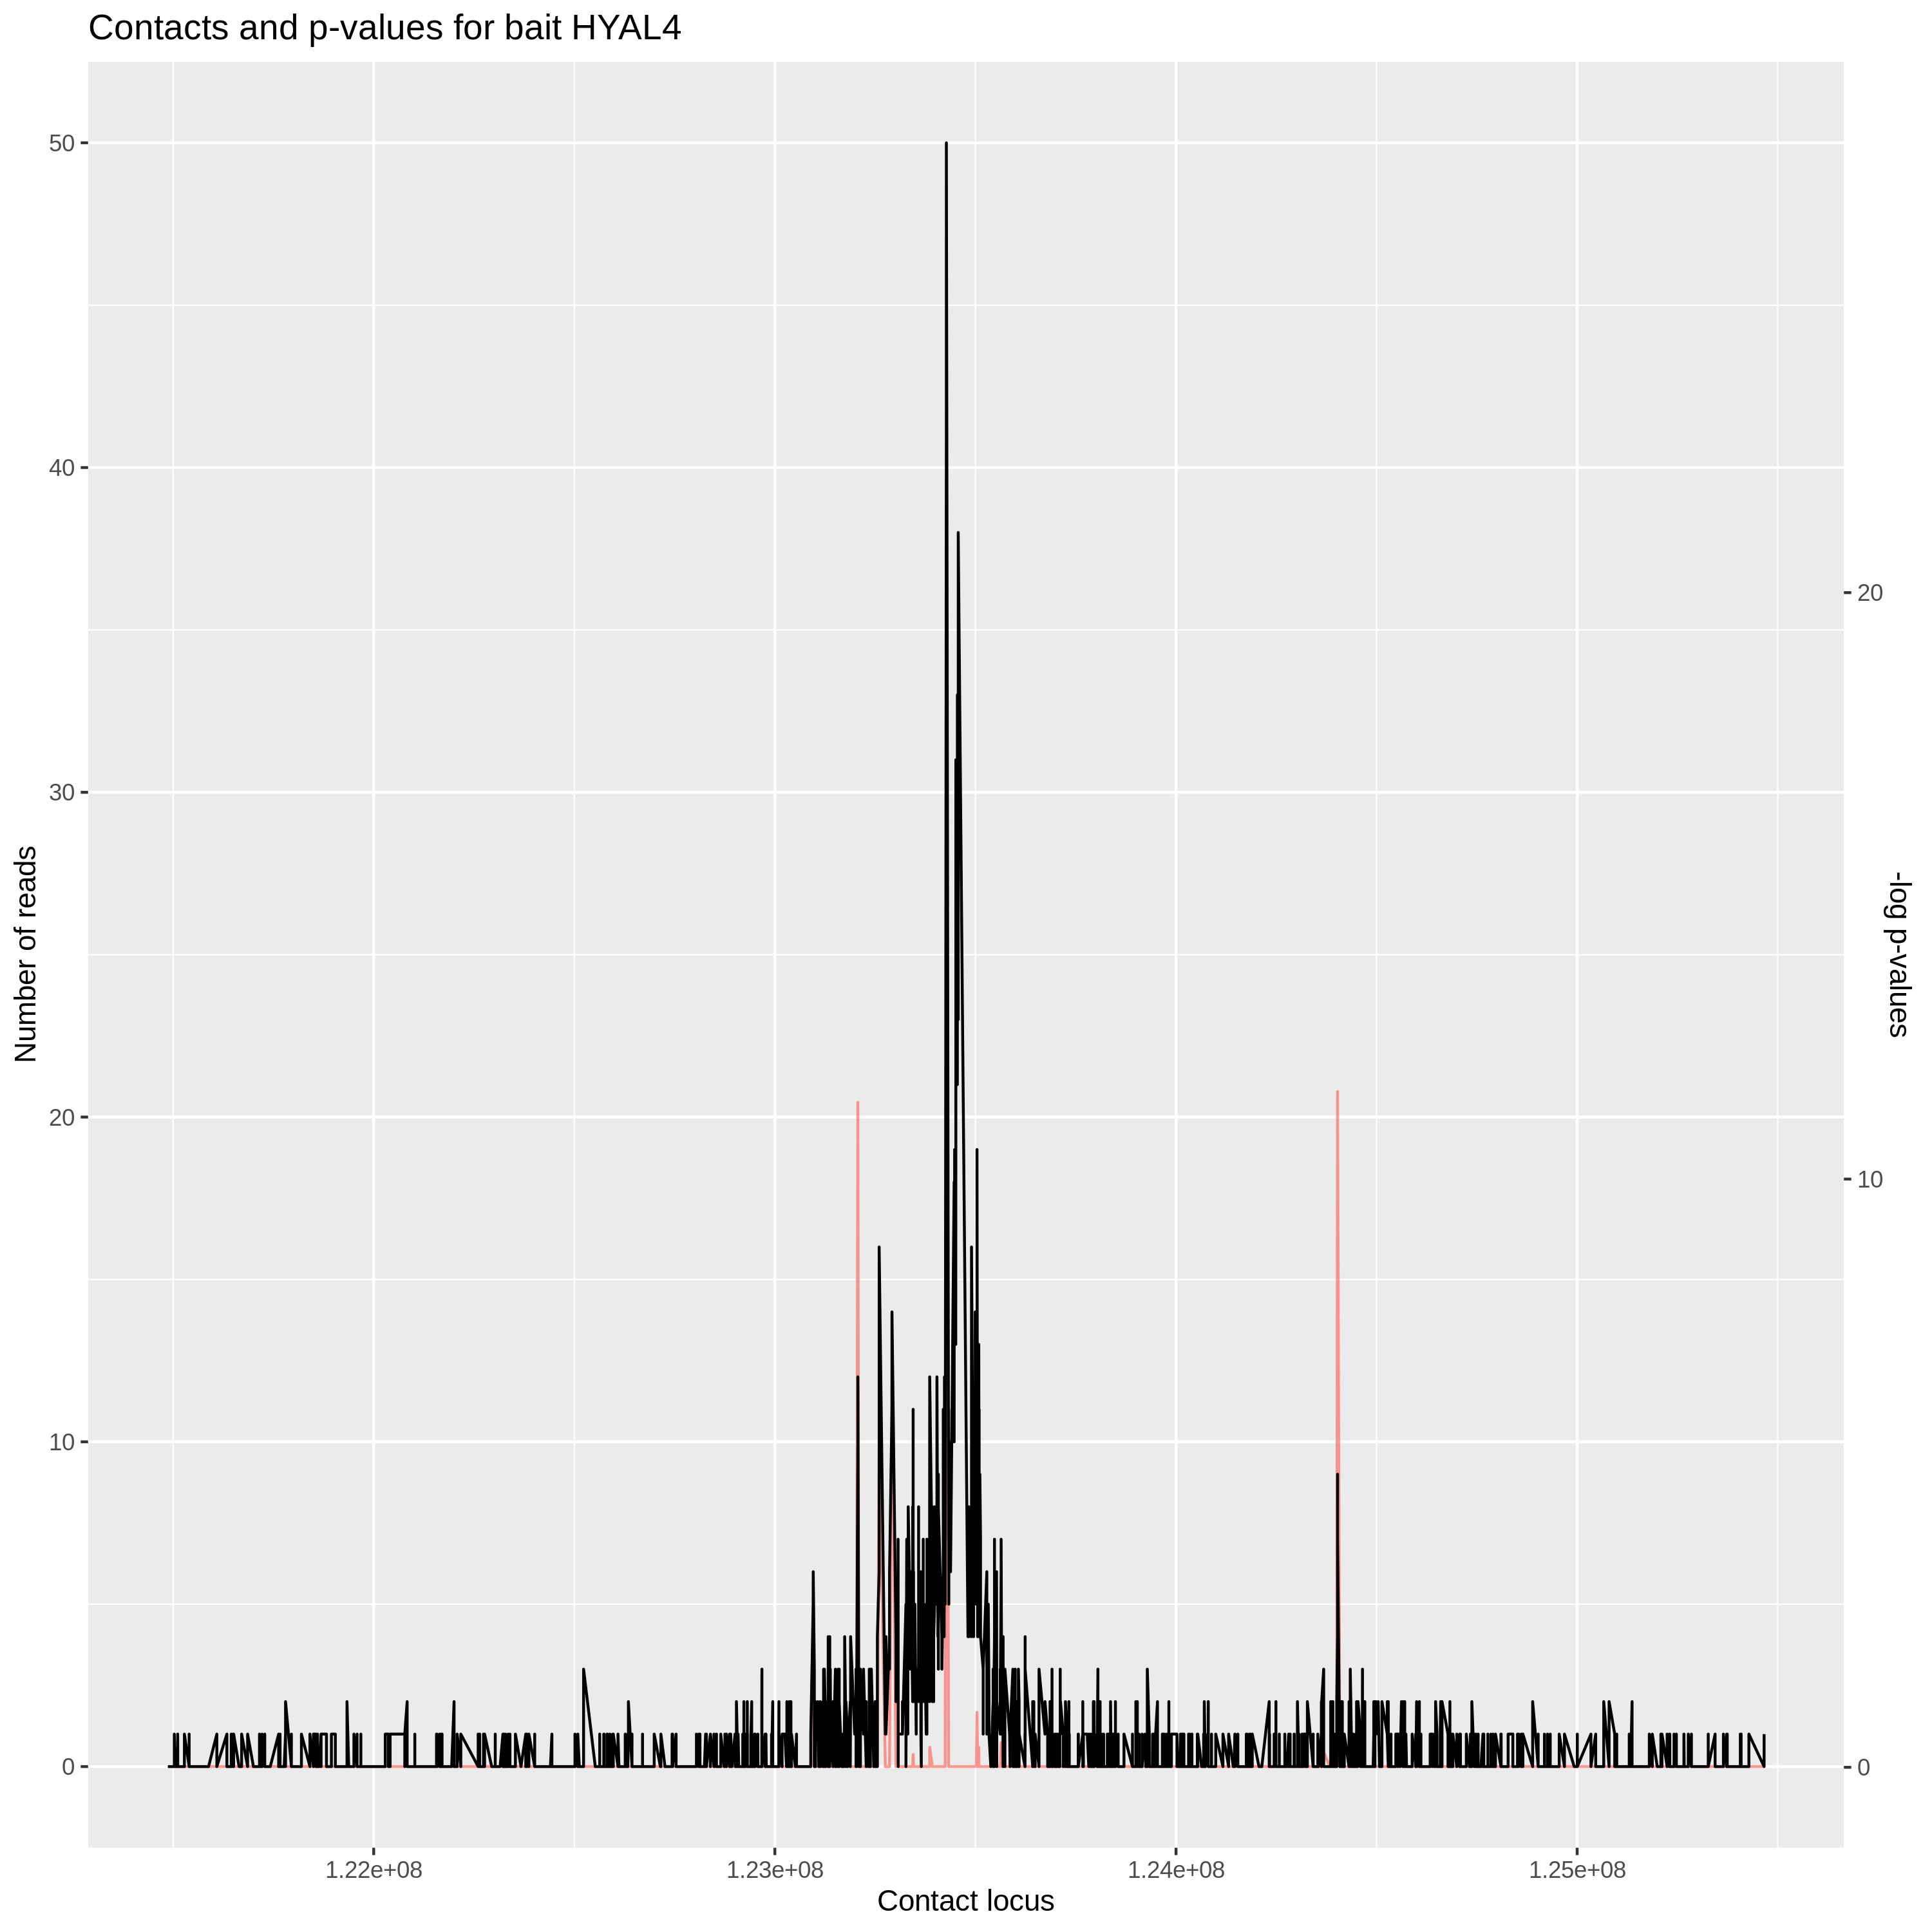 Contacts and p-values for bait HYAL4
50
40
30
20
10
0
Number of reads
20
10
0
-log p-values
1.22e+08
1.23e+08
1.24e+08
1.25e+08
Contact locus